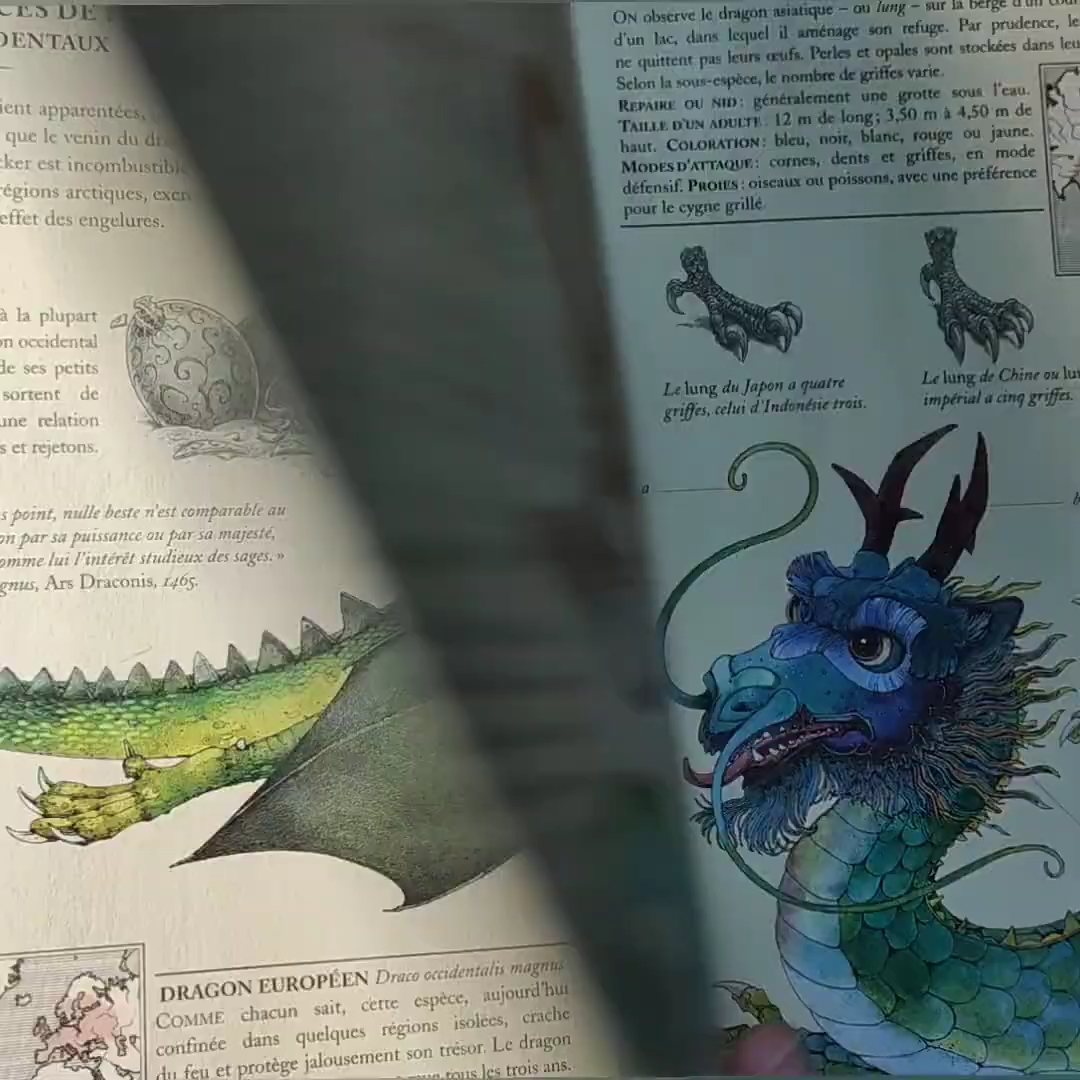 CES DE
DENTAUX
ient apparentées,
que le venin du
cker est incombustible
régions arctiques,
effet des engelures.
à la plupart
on occidental
de ses petits
sortent de
une relation
s et rejetons.
s point, nulle beste n'est comparable au
on par sa puissance ou par sa majesté,
omme lui l'intérêt studieux des sages. »
gnus, Ars Draconis, 1465.
DRAGON EUROPÉEN Draco occidentalis magnus
COMME chacun sait, cette espèce, aujourd'hui
confinée dans quelques régions isolées, crache
du feu et protège jalousement son trésor. Le dragon
tous les trois ans.
ON observe le dragon asiatique – ou lung – sur la berge d'un
d'un lac, dans lequel il aménage son refuge. Par prudence, le
ne quittent pas leurs œufs. Perles et opales sont stockées dans leu
Selon la sous-espèce, le nombre de griffes varie.
REPAIRE OU NID : généralement une grotte sous l'eau.
TAILLE D'UN ADULTE : 12 m de long ; 3,50 m à 4,50 m de
haut. COLORATION : bleu, noir, blanc, rouge ou jaune.
MODES D'ATTAQUE : cornes, dents et griffes, en mode
défensif. PROIES : oiseaux ou poissons, avec une préférence
pour le cygne grillé.
Le lung du Japon a quatre
griffes, celui d'Indonésie trois.
Le lung de Chine ou lu
impérial a cinq griffes.
a
b